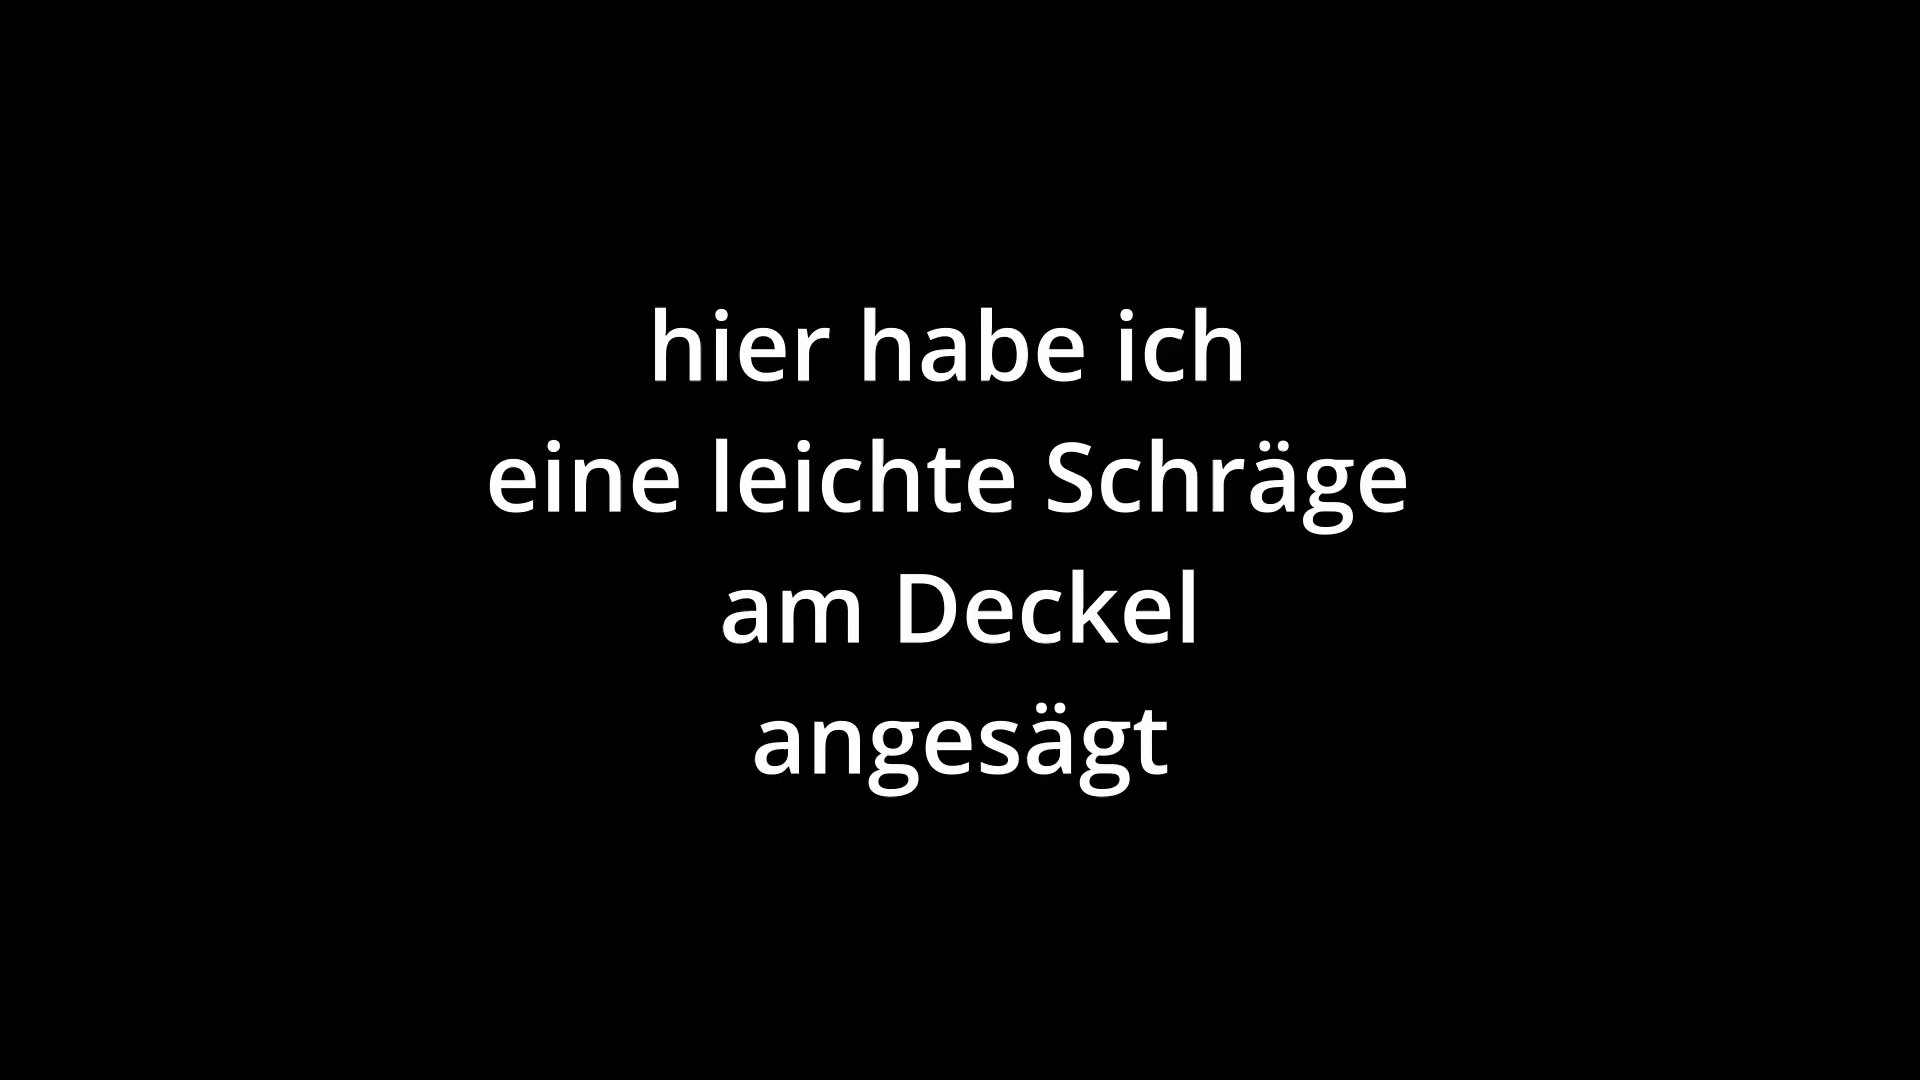 hier habe ich
eine leichte Schräge
am Deckel
angesägt